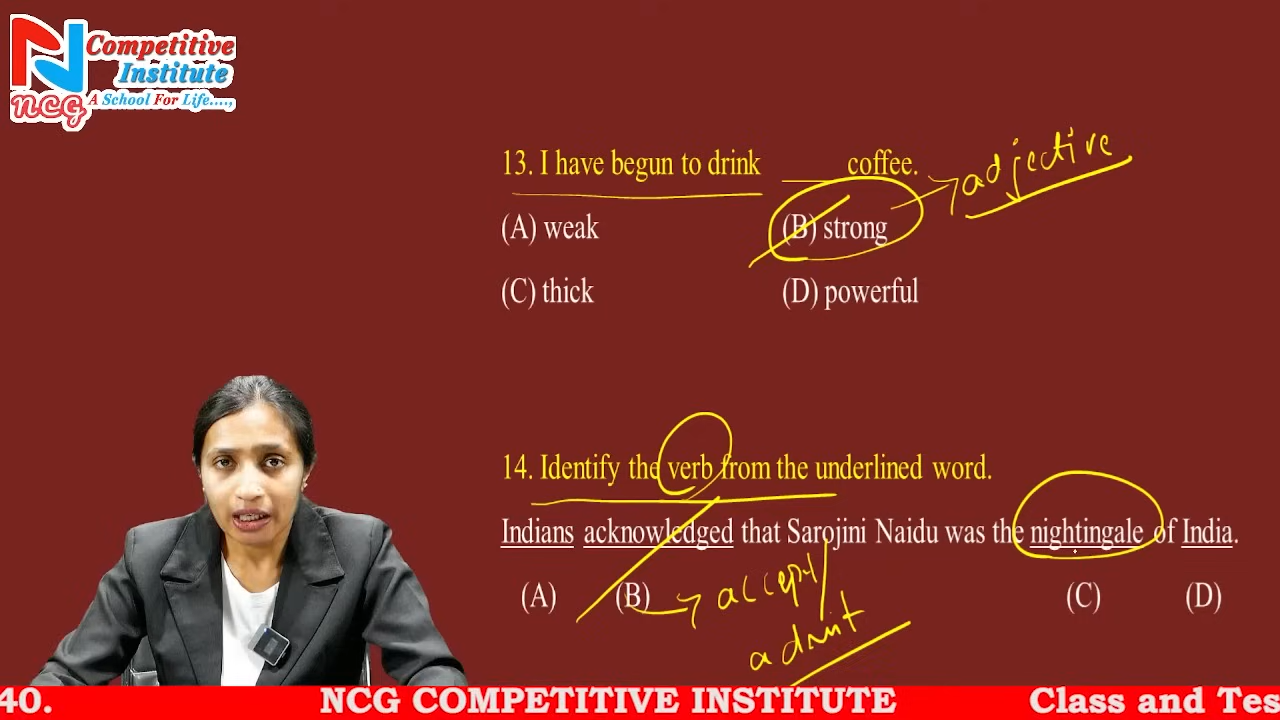 Competitive
Institute
NCG A School For Life....,
13. I have begun to drink _____ coffee.
adjective
(A) weak (B) strong
(C) thick (D) powerful
14. Identify the verb from the underlined word.
Indians acknowledged that Sarojini Naidu was the nightingale of India.
(A) (B) (C) (D)
accept/
admit
40. NCG COMPETITIVE INSTITUTE Class and Tes